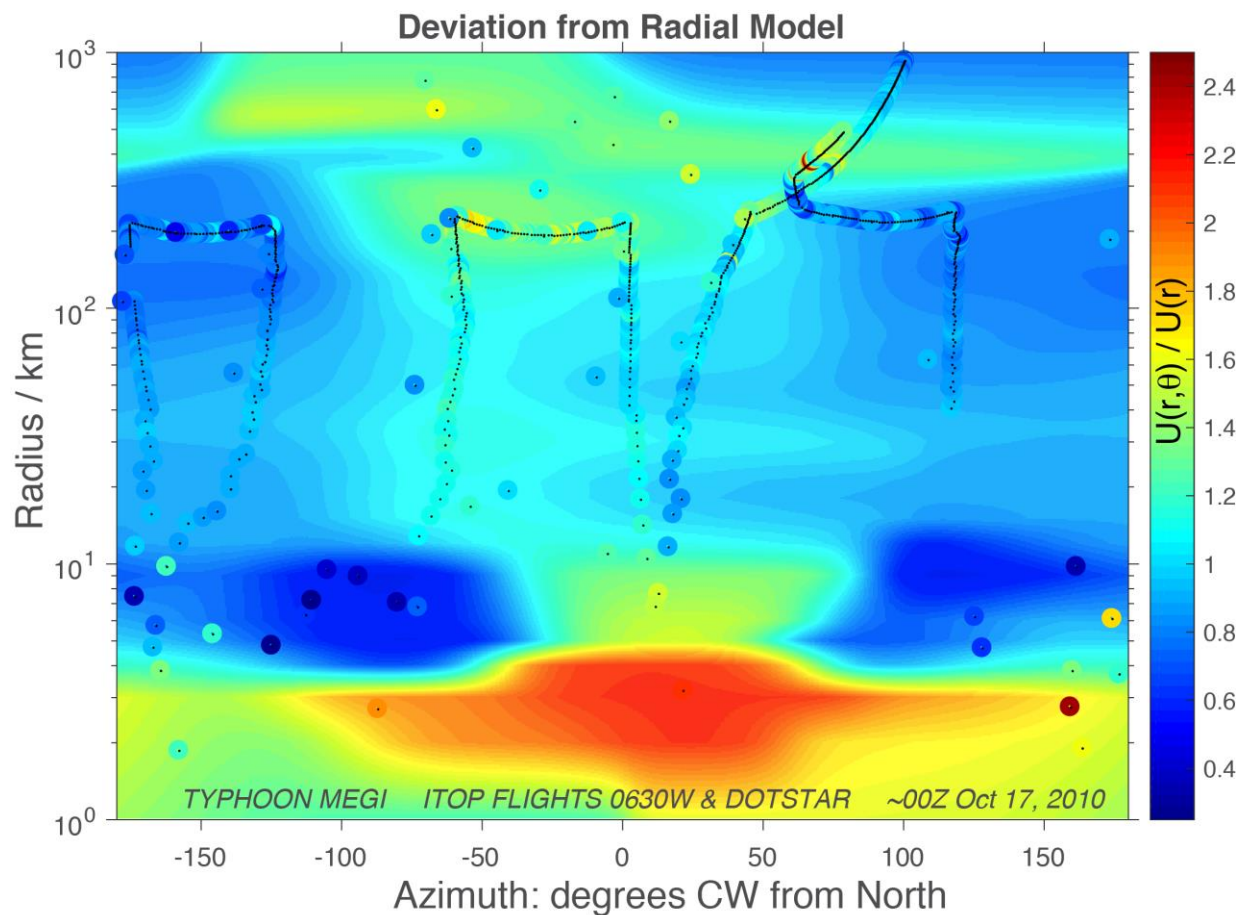 Deviation from Radial Model
10³
10²
10¹
10⁰
Radius / km
-150 -100 -50 0 50 100 150
Azimuth: degrees CW from North
TYPHOON MEGI ITOP FLIGHTS 0630W & DOTSTAR ~00Z Oct 17, 2010
2.4
2.2
2
1.8
1.6
1.4
1.2
1
0.8
0.6
0.4
U(r,θ) / U(r)